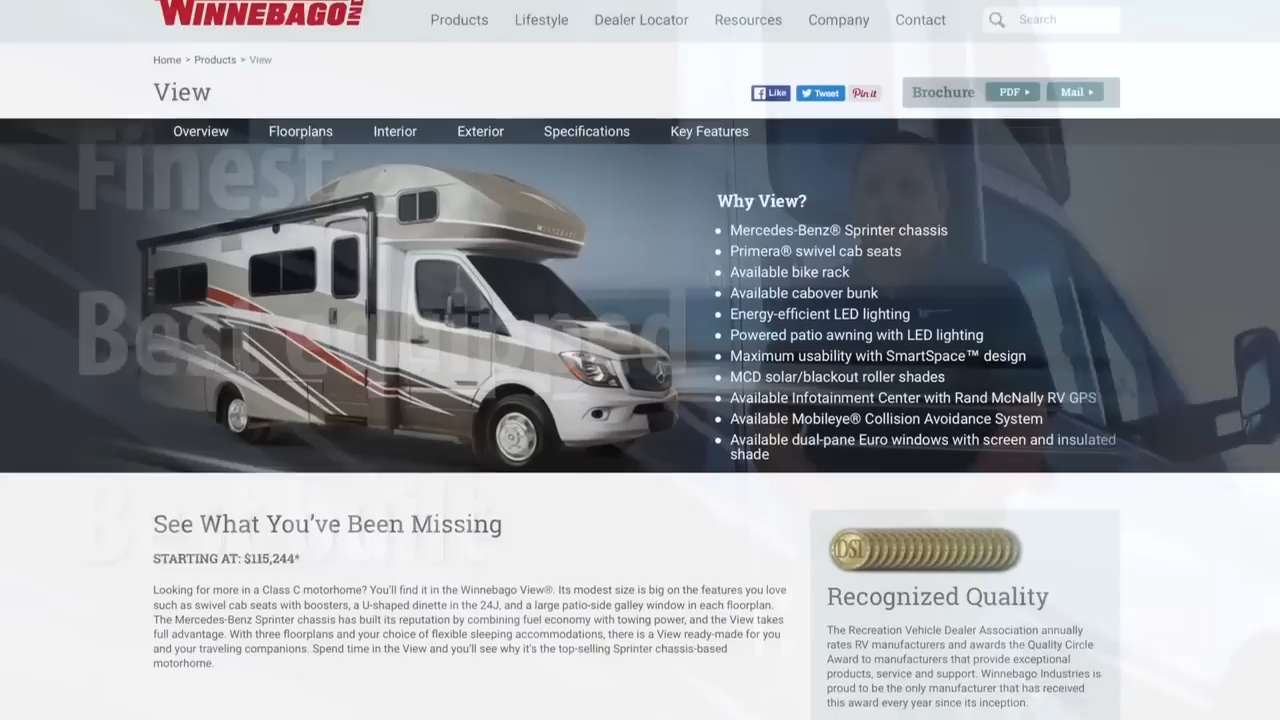 WINNEBAGO IND
Products Lifestyle Dealer Locator Resources Company Contact Search
Home > Products > View
View
Like Tweet Pin it Brochure PDF Mail
Overview Floorplans Interior Exterior Specifications Key Features
Finest
Why View?
• Mercedes-Benz® Sprinter chassis
• Primera® swivel cab seats
• Available bike rack
• Available cabover bunk
• Energy-efficient LED lighting
• Powered patio awning with LED lighting
• Maximum usability with SmartSpace™ design
• MCD solar/blackout roller shades
• Available Infotainment Center with Rand McNally RV GPS
• Available Mobileye® Collision Avoidance System
• Available dual-pane Euro windows with screen and insulated
shade
Best equipped
Best built
See What You've Been Missing
STARTING AT: $115,244*
Looking for more in a Class C motorhome? You'll find it in the Winnebago View®. Its modest size is big on the features you love
such as swivel cab seats with boosters, a U-shaped dinette in the 24J, and a large patio-side galley window in each floorplan.
The Mercedes-Benz Sprinter chassis has built its reputation by combining fuel economy with towing power, and the View takes
full advantage. With three floorplans and your choice of flexible sleeping accommodations, there is a View ready-made for you
and your traveling companions. Spend time in the View and you'll see why it's the top-selling Sprinter chassis-based
motorhome.
Recognized Quality
The Recreation Vehicle Dealer Association annually
rates RV manufacturers and awards the Quality Circle
Award to manufacturers that provide exceptional
products, service and support. Winnebago Industries is
proud to be the only manufacturer that has received
this award every year since its inception.